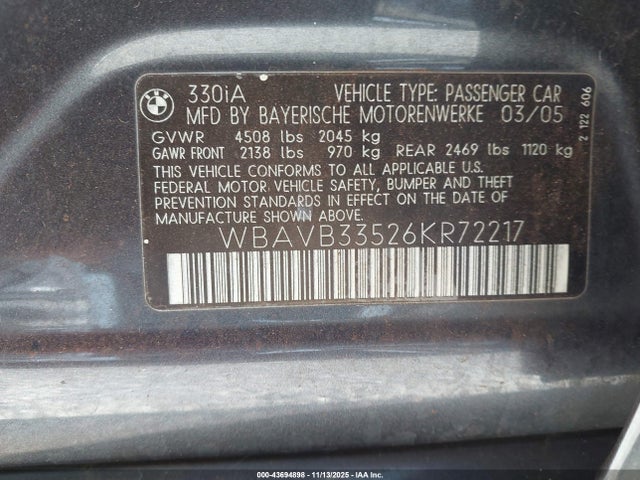 330iA VEHICLE TYPE: PASSENGER CAR
MFD BY BAYERISCHE MOTORENWERKE 03/05
GVWR 4508 lbs 2045 kg
GAWR FRONT 2138 lbs 970 kg REAR 2469 lbs 1120 kg
THIS VEHICLE CONFORMS TO ALL APPLICABLE U.S.
FEDERAL MOTOR VEHICLE SAFETY, BUMPER AND THEFT
PREVENTION STANDARDS IN EFFECT ON THE DATE OF
MANUFACTURE SHOWN ABOVE.
WBAVB33526KR72217
2 122 606
000-43694898 - 11/13/2025 - IAA Inc.